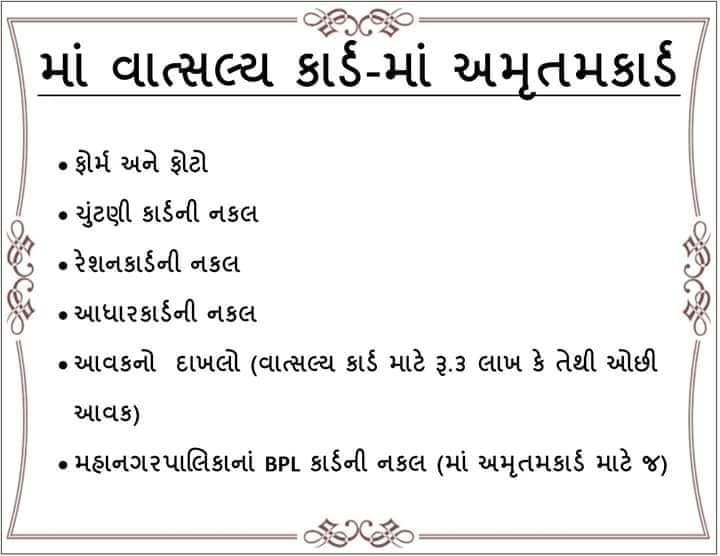 માં વાત્સલ્ય કાર્ડ-માં અમૃતમકાર્ડ
• ફોર્મ અને ફોટો
• ચુંટણી કાર્ડની નકલ
• રેશનકાર્ડની નકલ
• આધારકાર્ડની નકલ
• આવકનો દાખલો (વાત્સલ્ય કાર્ડ માટે રૂ.૩ લાખ કે તેથી ઓછી
આવક)
• મહાનગરપાલિકાનાં BPL કાર્ડની નકલ (માં અમૃતમકાર્ડ માટે જ)